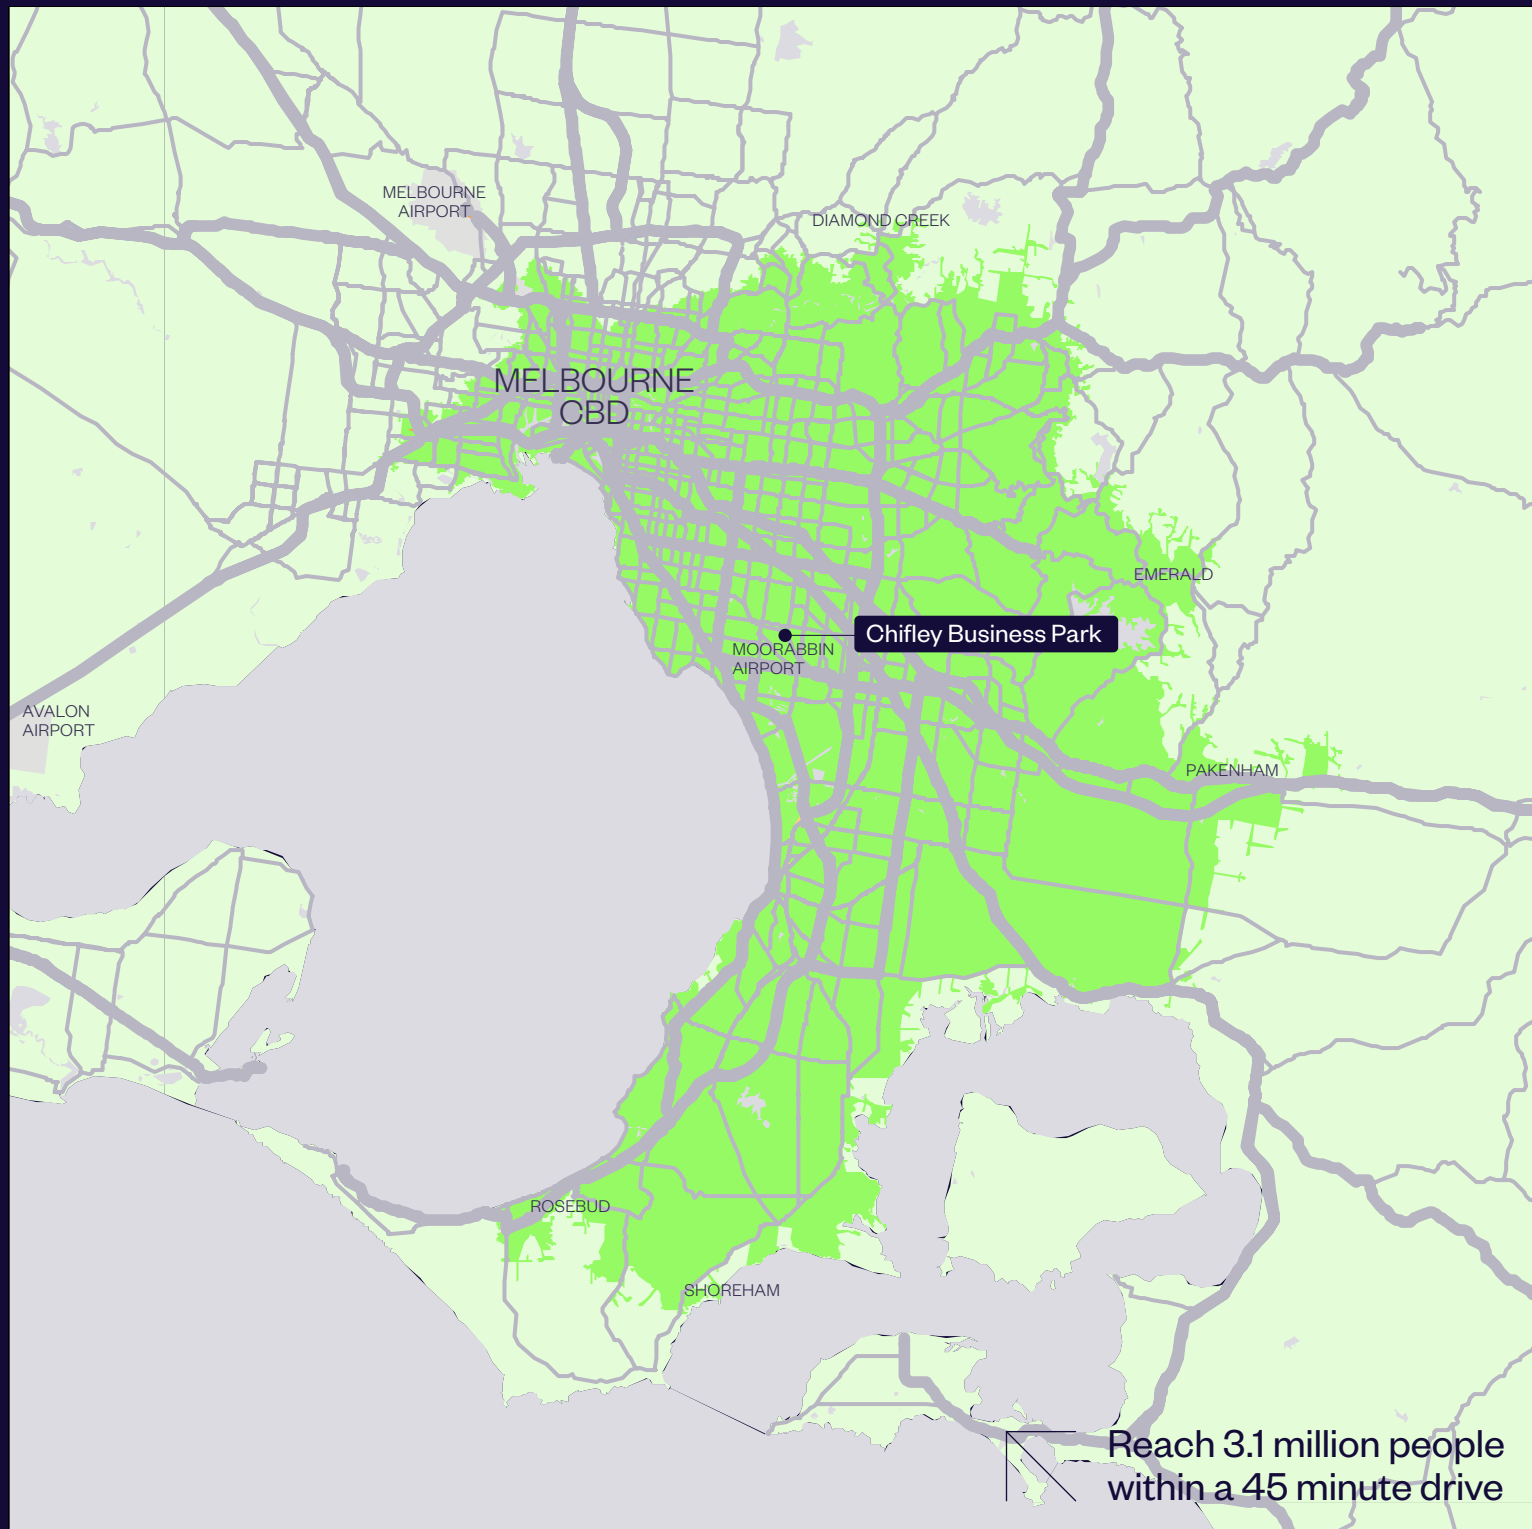 MELBOURNE
AIRPORT
DIAMOND CREEK
MELBOURNE
CBD
EMERALD
Chifley Business Park
MOORABBIN
AIRPORT
AVALON
AIRPORT
PAKENHAM
ROSEBUD
SHOREHAM
Reach 3.1 million people
within a 45 minute drive